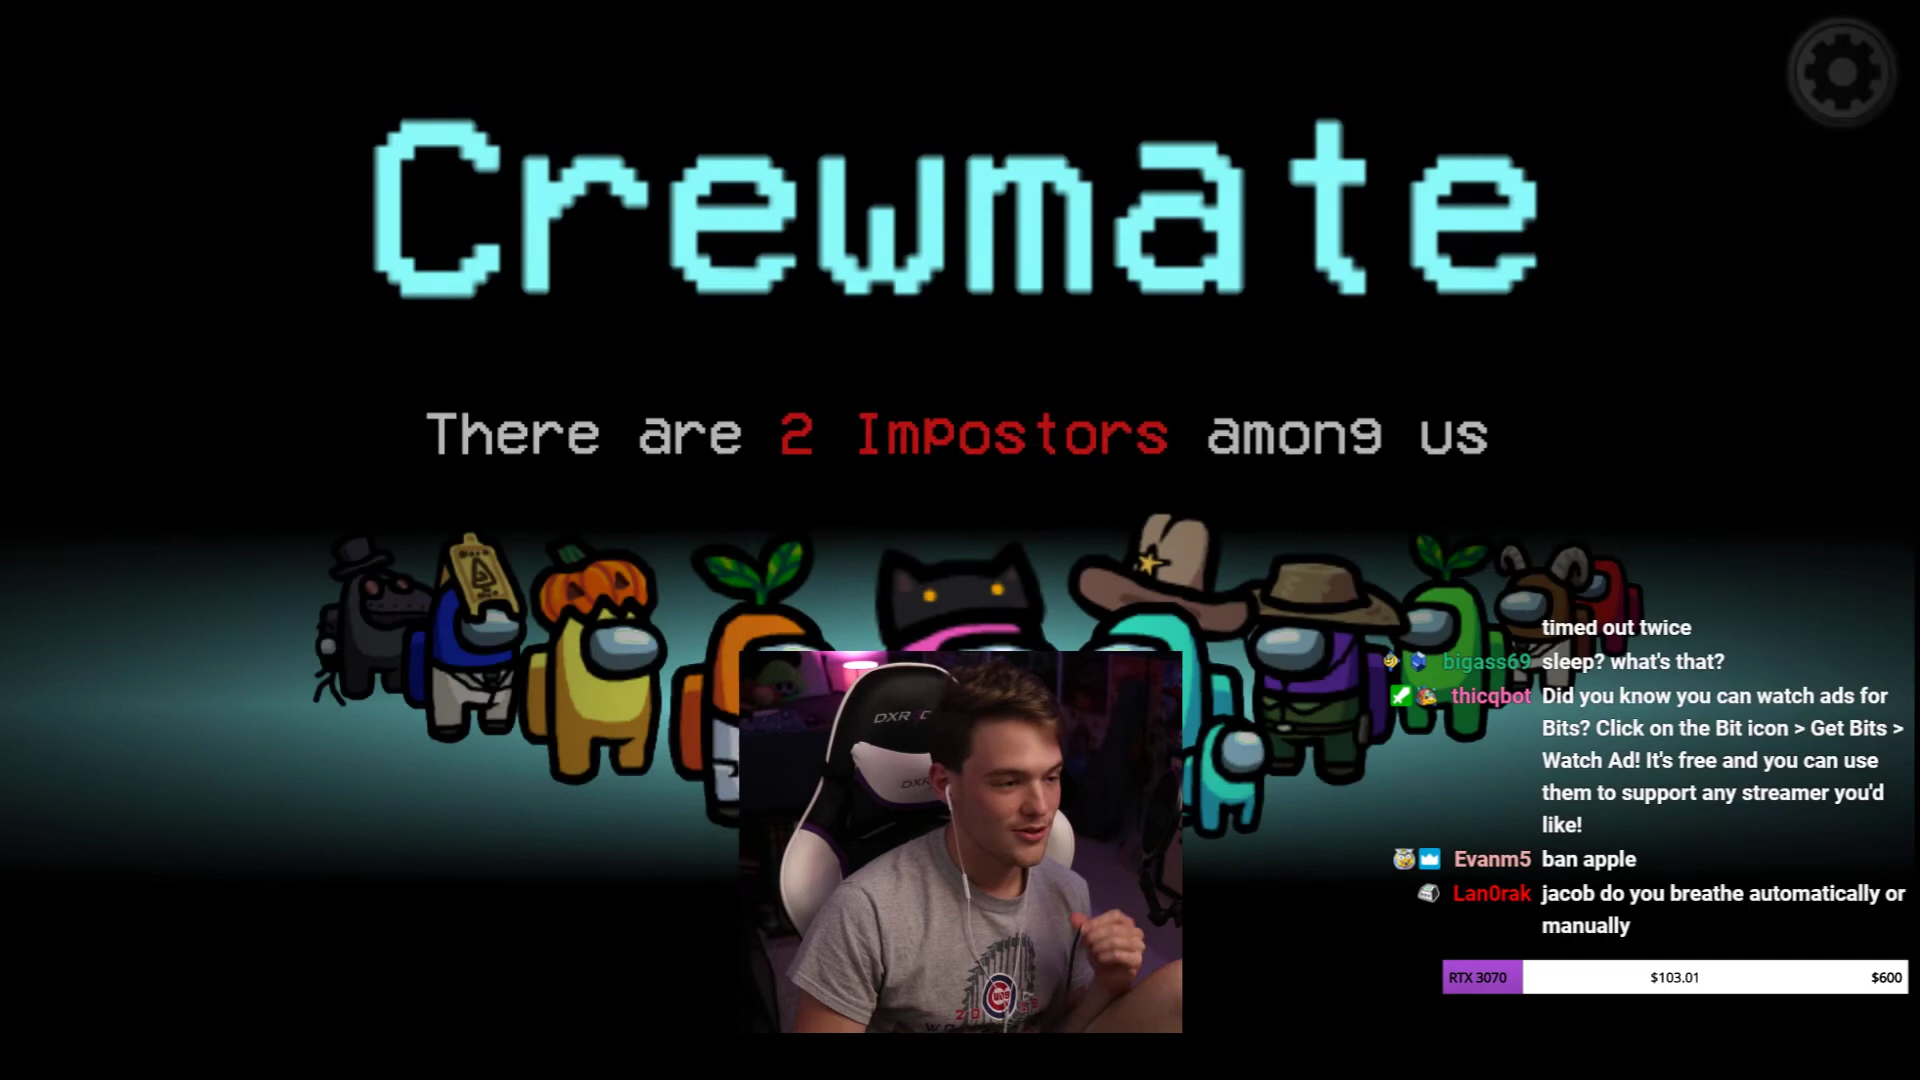 Crewmate
There are 2 Impostors among us
timed out twice
bigass69 sleep? what's that?
thicqbot Did you know you can watch ads for
Bits? Click on the Bit icon > Get Bits >
Watch Ad! It's free and you can use
them to support any streamer you'd
like!
Evanm5 ban apple
Lan0rak jacob do you breathe automatically or
manually
RTX 3070 $103.01 $600
DXR
DXR